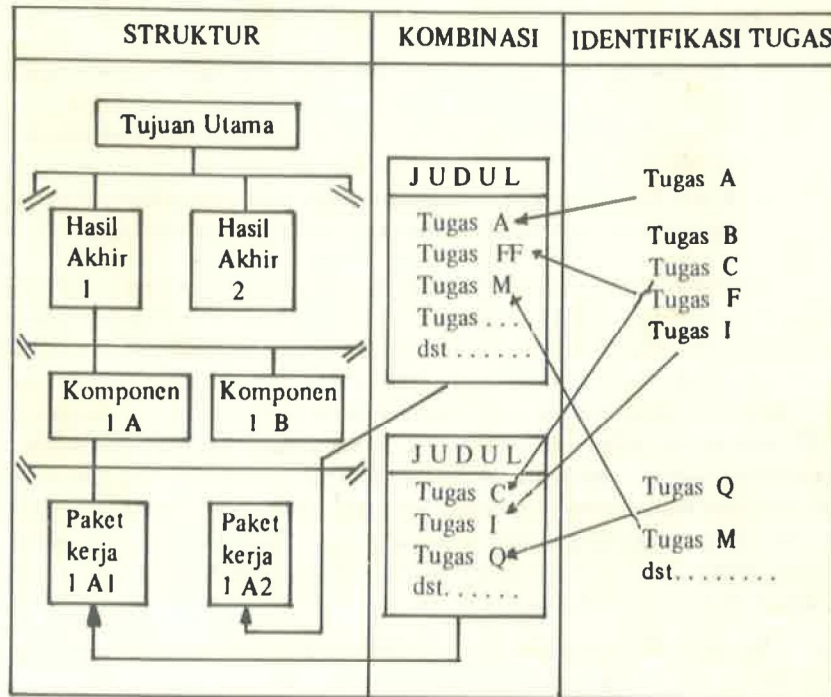 STRUKTUR
KOMBINASI
IDENTIFIKASI TUGAS
Tujuan Utama
Hasil
Akhir
1
Hasil
Akhir
2
Komponen
1 A
Komponen
1 B
Paket
kerja
1 A1
Paket
kerja
1 A2
JUDUL
Tugas A
Tugas FF
Tugas M
Tugas ....
dst ......
JUDUL
Tugas C
Tugas I
Tugas Q
dst......
Tugas A
Tugas B
Tugas C
Tugas F
Tugas I
Tugas Q
Tugas M
dst........